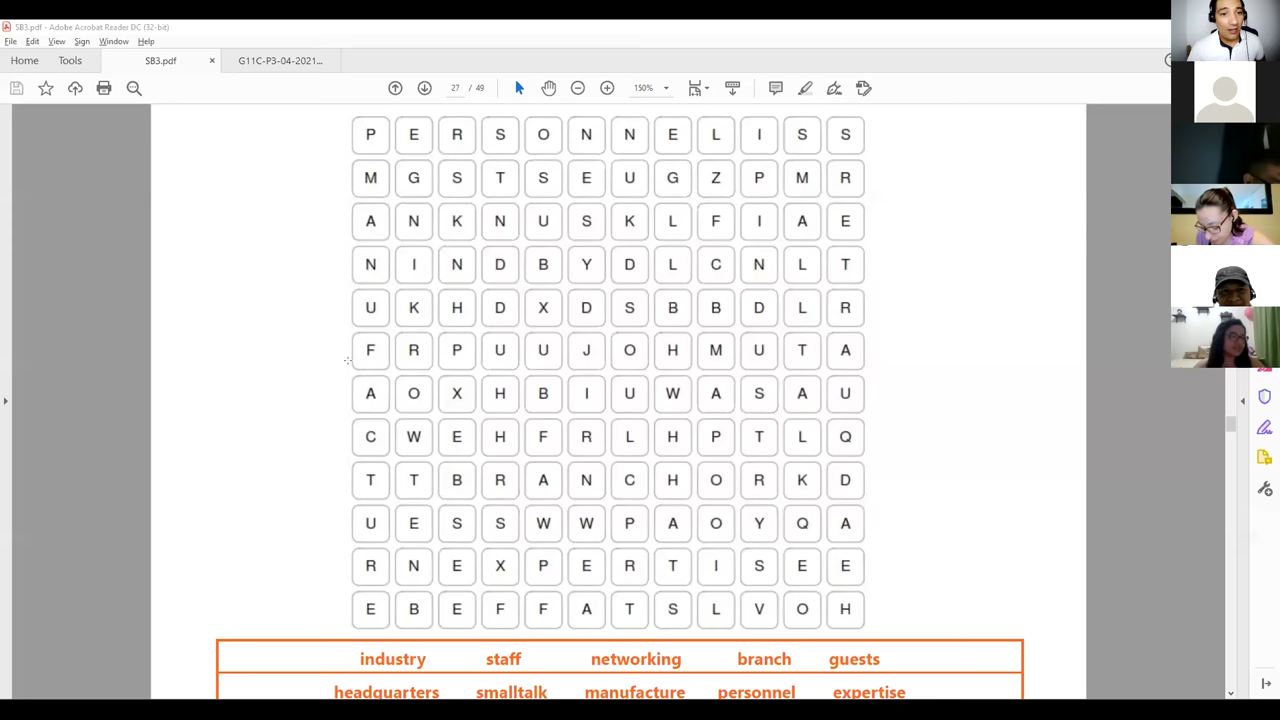 SB3.pdf - Adobe Acrobat Reader DC (32-bit)
File Edit View Sign Window Help
Home Tools SB3.pdf × G11C-P3-04-2021...
27 / 49 150%
P E R S O N N E L I S S
M G S T S E U G Z P M R
A N K N U S K L F I A E
N I N D B Y D L C N L T
U K H D X D S B B D L R
F R P U U J O H M U T A
A O X H B I U W A S A U
C W E H F R L H P T L Q
T T B R A N C H O R K D
U E S S W W P A O Y Q A
R N E X P E R T I S E E
E B E F F A T S L V O H
industry staff networking branch guests
headquarters smalltalk manufacture personnel expertise